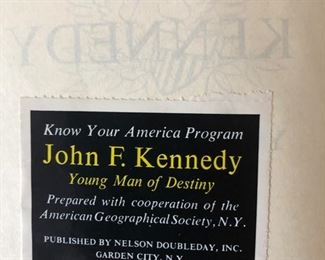 KENNEDY
Know Your America Program
John F. Kennedy
Young Man of Destiny
Prepared with cooperation of the
American Geographical Society, N.Y.
PUBLISHED BY NELSON DOUBLEDAY, INC.
GARDEN CITY, N.Y.